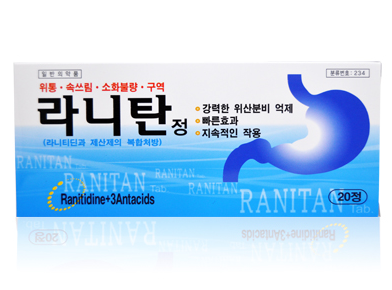 일반의약품
분류번호 : 234
위통 · 속쓰림 · 소화불량 · 구역
라니탄정
(라니티딘과 제산제의 복합처방)
강력한 위산분비 억제
빠른효과
지속적인 작용
RANITAN
RANITAN Tab.
Ranitidine+3Antacids
RANITAN Tab.
20정